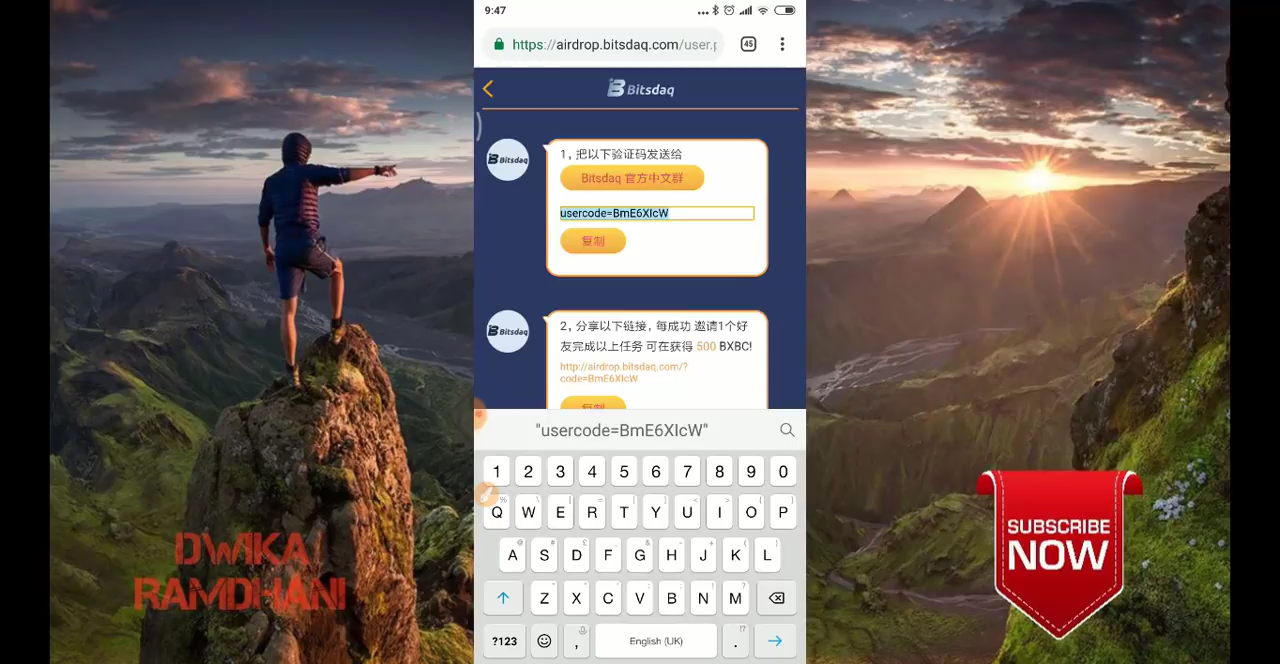 9:47
45
https://airdrop.bitsdaq.com/user.p
Bitsdaq
Bitsdaq
1，把以下验证码发送给
Bitsdaq 官方中文群
usercode=BmE6XIcW
复制
Bitsdaq
2，分享以下链接，每成功 邀请1个好
友完成以上任务 可在获得 500 BXBC!
http://airdrop.bitsdaq.com/?
code=BmE6XIcW
复制
"usercode=BmE6XIcW"
1 2 3 4 5 6 7 8 9 0
Q W E R T Y U I O P
A S D F G H J K L
Z X C V B N M
?123 , English (UK) .
DWIKA
RAMDHANI
SUBSCRIBE
NOW